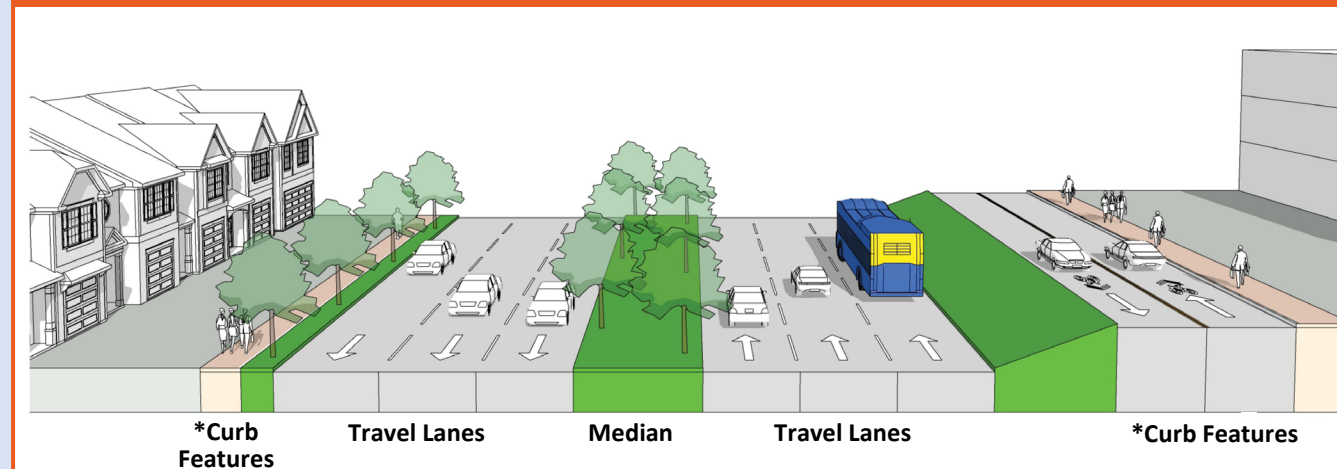 *Curb
Features
Travel Lanes
Median
Travel Lanes
*Curb Features